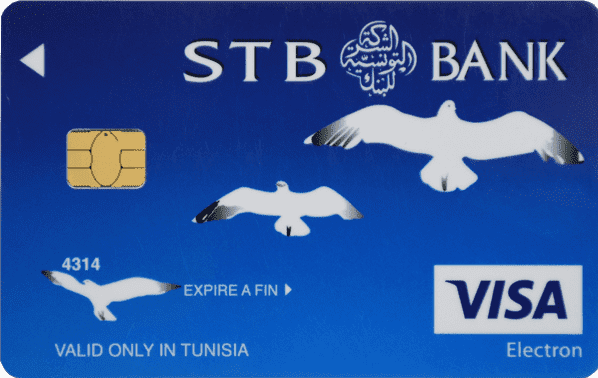 STB BANK
الشركة
التونسية
للبنك
4314
EXPIRE A FIN
VISA
VALID ONLY IN TUNISIA
Electron